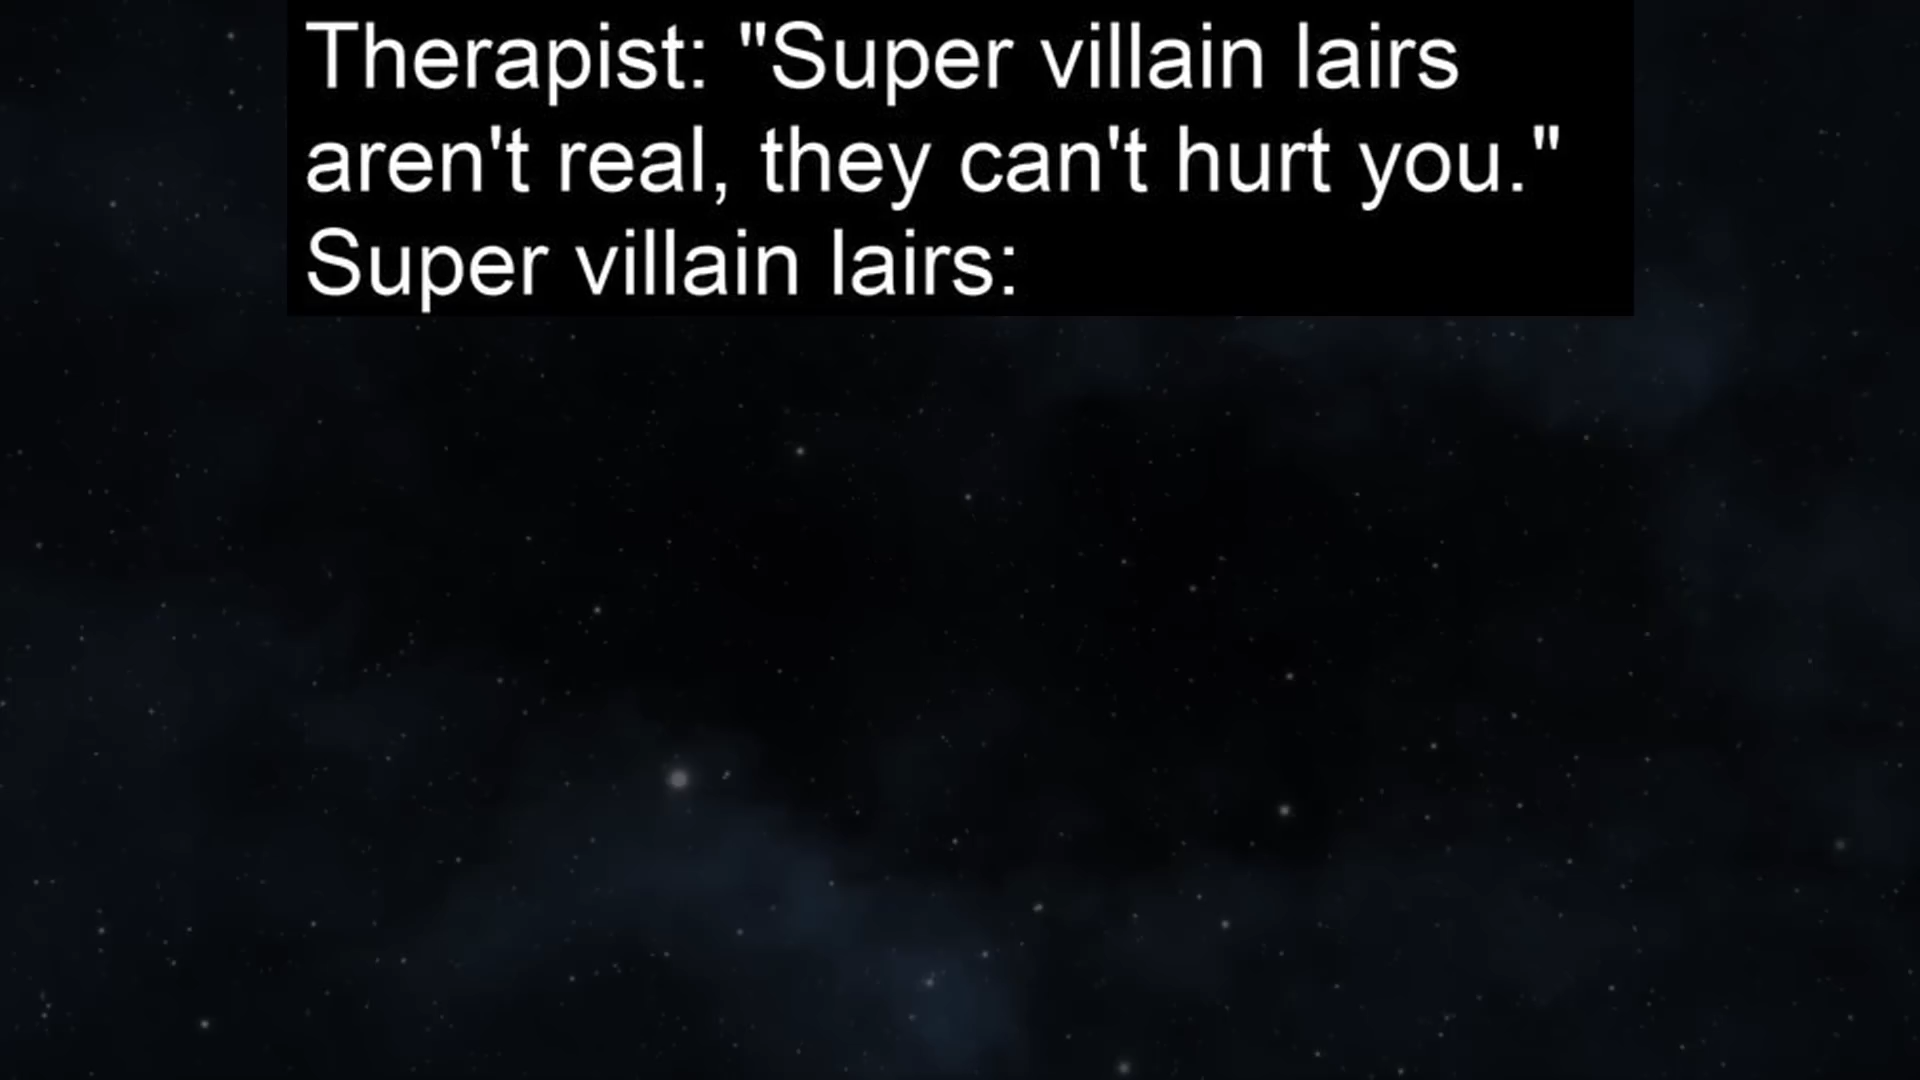 Therapist: "Super villain lairs
aren't real, they can't hurt you."
Super villain lairs: